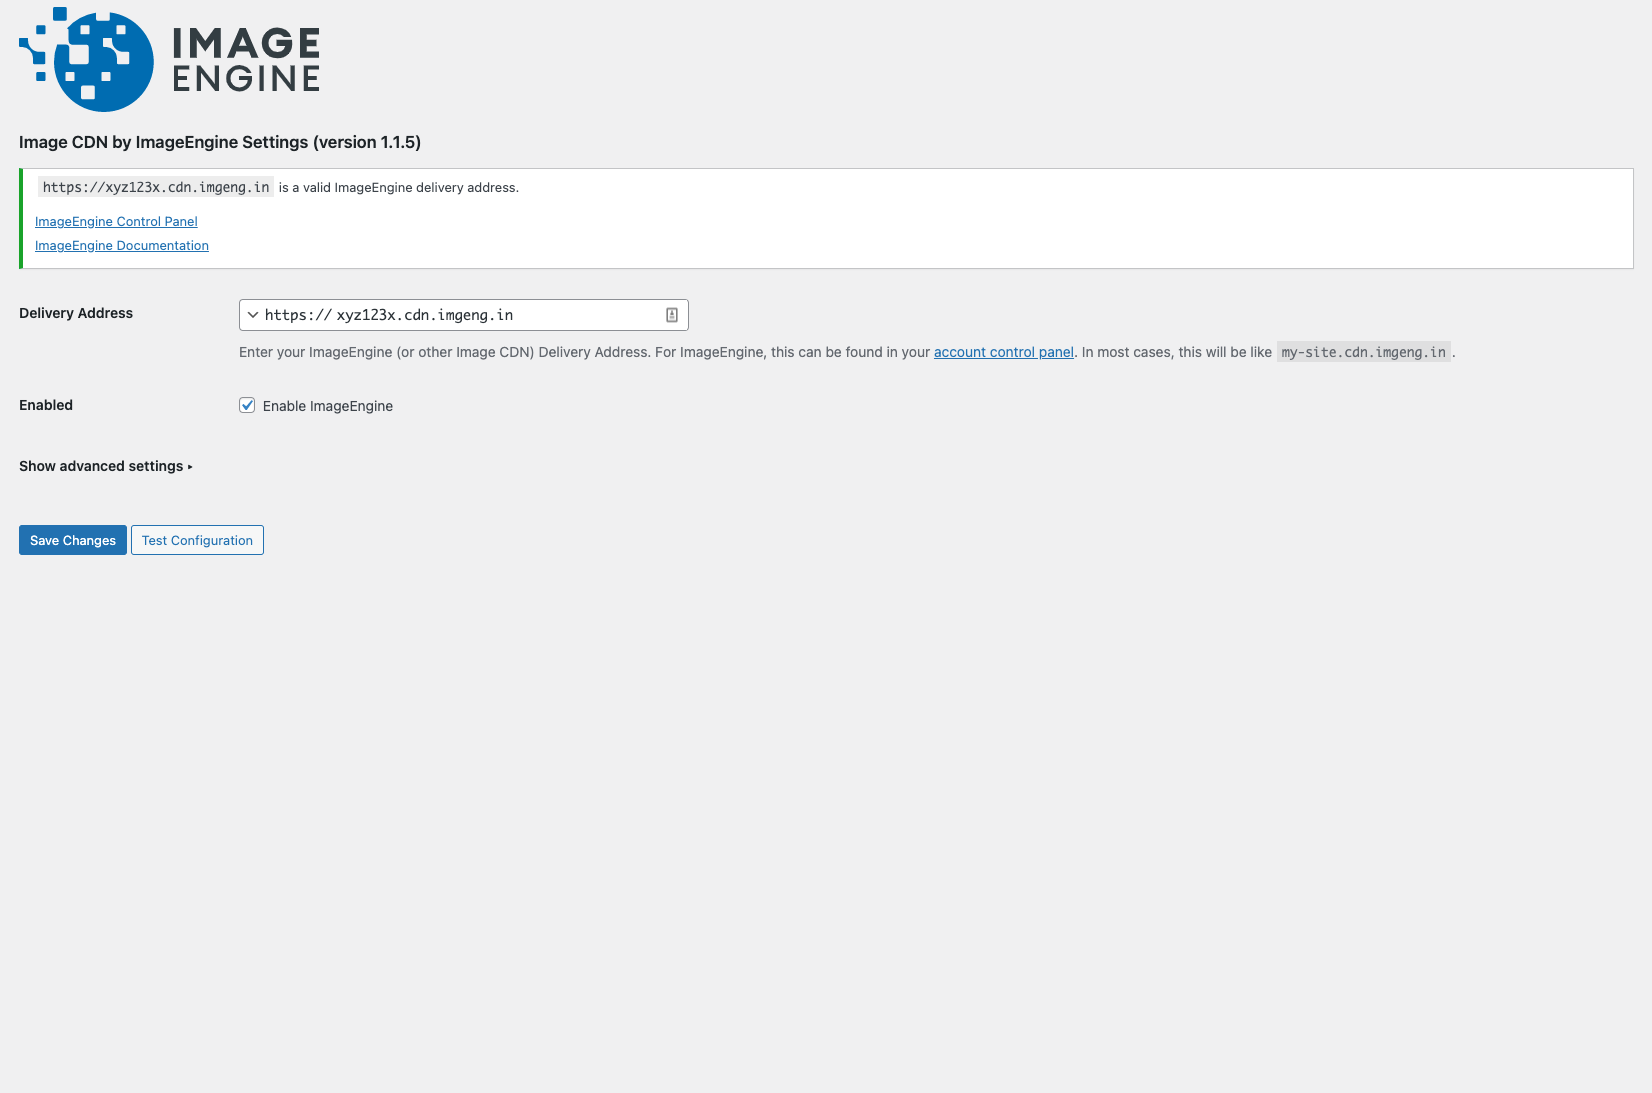 IMAGE
ENGINE
Image CDN by ImageEngine Settings (version 1.1.5)
https://xyz123x.cdn.imgeng.in is a valid ImageEngine delivery address.
ImageEngine Control Panel
ImageEngine Documentation
Delivery Address
https:// xyz123x.cdn.imgeng.in
Enter your ImageEngine (or other Image CDN) Delivery Address. For ImageEngine, this can be found in your account control panel. In most cases, this will be like my-site.cdn.imgeng.in.
Enabled
Enable ImageEngine
Show advanced settings ▸
Save Changes Test Configuration